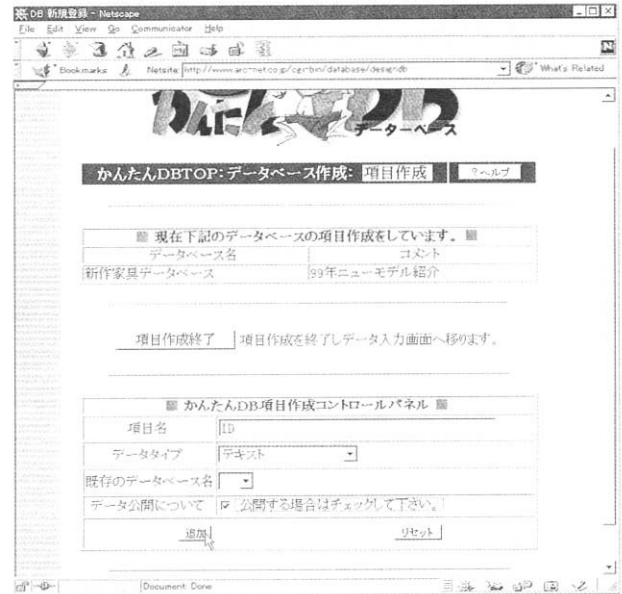 DB 新規登録 - Netscape
File Edit View Go Communicator Help
Bookmarks Netsite: http://www.arc-net.co.jp/cgi-bin/database/designdb What's Related
かんたんDB
データーベース
かんたんDBTOP:データベース作成: 項目作成 ?ヘルプ
現在下記のデータベースの項目作成をしています。
データベース名 コメント
新作家具データベース 99年ニューモデル紹介
項目作成終了 項目作成を終了しデータ入力画面へ移ります。
かんたんDB項目作成コントロールパネル
項目名 ID
データタイプ テキスト
既存のデータベース名
データ公開について 公開する場合はチェックして下さい。
追加 リセット
Document: Done